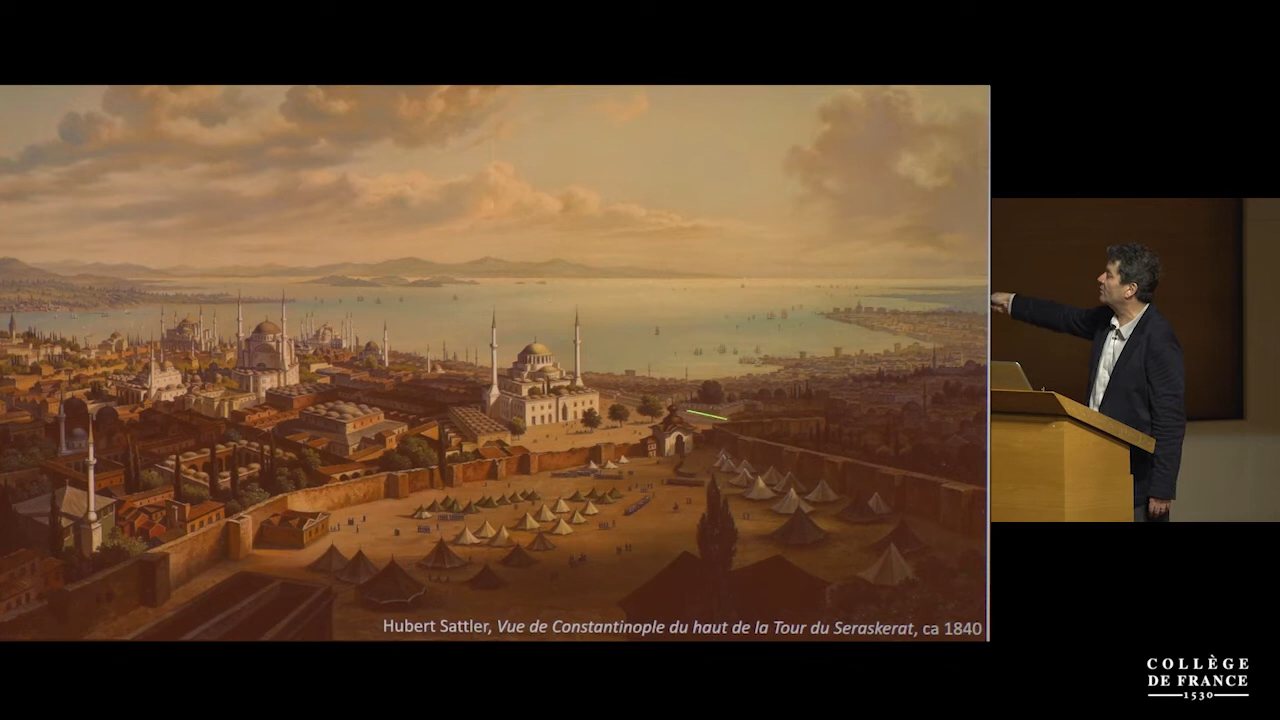 Hubert Sattler, Vue de Constantinople du haut de la Tour du Seraskerat, ca 1840
COLLÈGE
DE FRANCE
1530